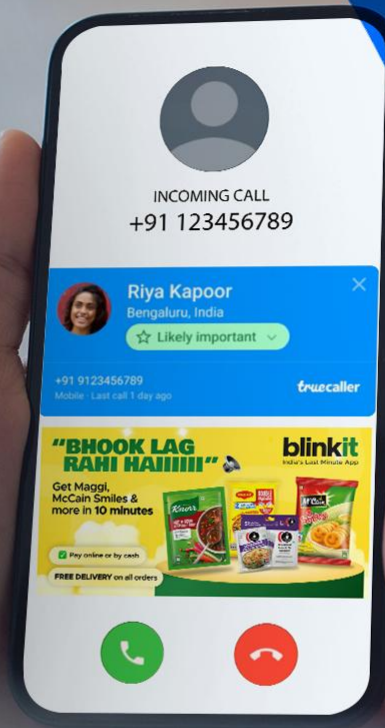 INCOMING CALL
+91 123456789
Riya Kapoor
Bengaluru, India
Likely important
+91 9123456789
Mobile - Last call 1 day ago
truecaller
"BHOOK LAG
RAHI HAIIIIII"
blinkit
India's Last Minute App
Get Maggi,
McCain Smiles &
more in 10 minutes
Pay online or by cash
FREE DELIVERY on all orders
Knorr
McCain